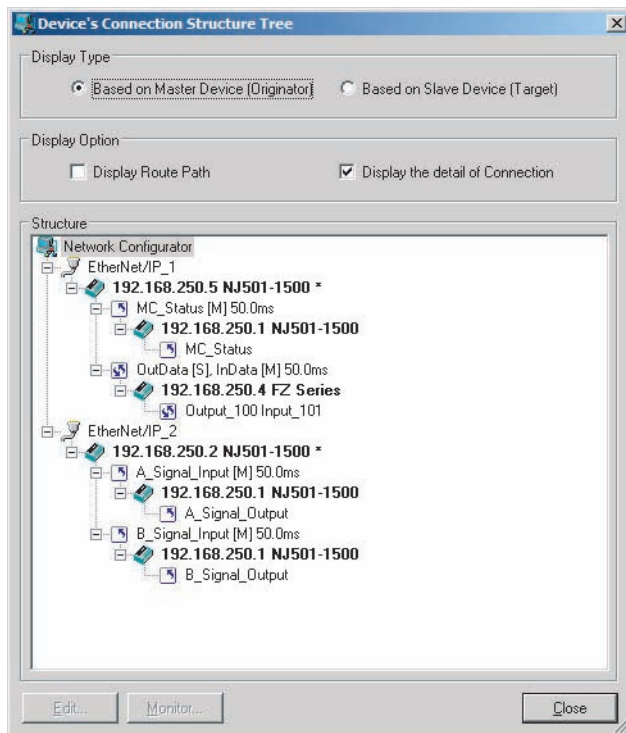 Device's Connection Structure Tree
Display Type
Based on Master Device (Originator)
Based on Slave Device (Target)
Display Option
Display Route Path
Display the detail of Connection
Structure
Network Configurator
EtherNet/IP_1
192.168.250.5 NJ501-1500 *
MC_Status [M] 50.0ms
192.168.250.1 NJ501-1500
MC_Status
OutData [S], InData [M] 50.0ms
192.168.250.4 FZ Series
Output_100 Input_101
EtherNet/IP_2
192.168.250.2 NJ501-1500 *
A_Signal_Input [M] 50.0ms
192.168.250.1 NJ501-1500
A_Signal_Output
B_Signal_Input [M] 50.0ms
192.168.250.1 NJ501-1500
B_Signal_Output
Edit...
Monitor...
Close